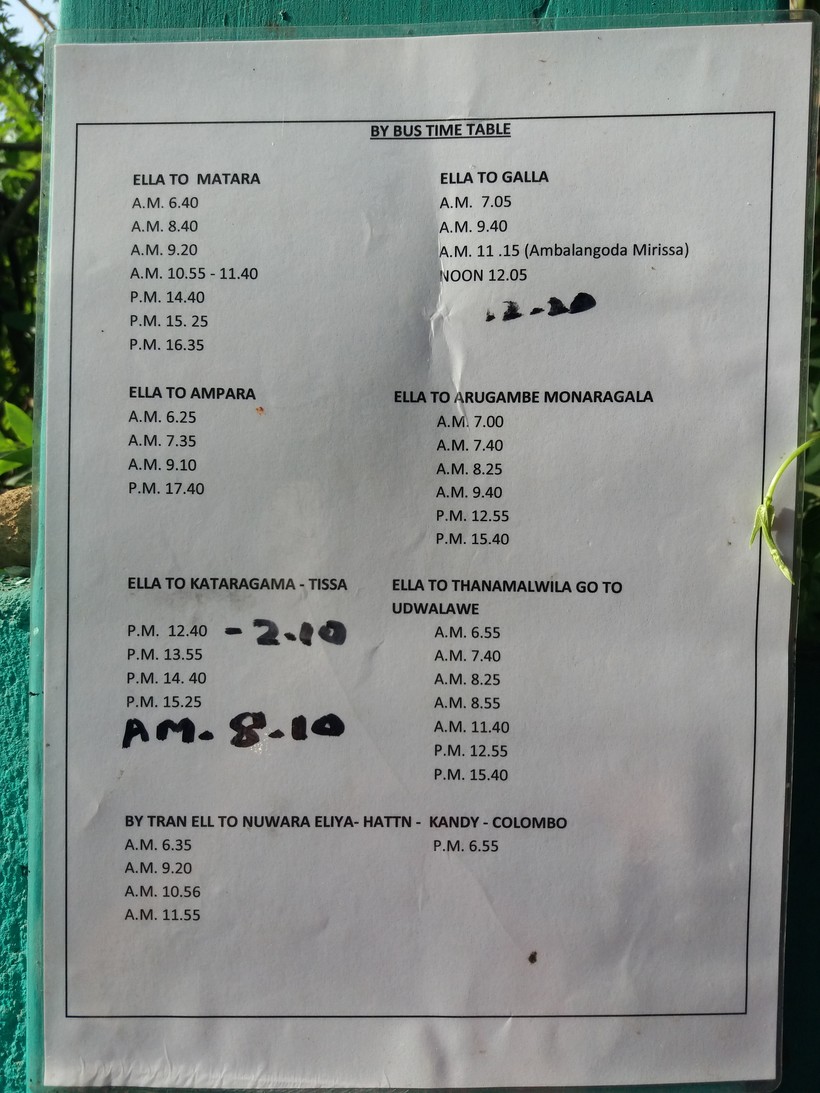 BY BUS TIME TABLE
ELLA TO MATARA
A.M. 6.40
A.M. 8.40
A.M. 9.20
A.M. 10.55 - 11.40
P.M. 14.40
P.M. 15. 25
P.M. 16.35
ELLA TO GALLA
A.M. 7.05
A.M. 9.40
A.M. 11 .15 (Ambalangoda Mirissa)
NOON 12.05
12-20
ELLA TO AMPARA
A.M. 6.25
A.M. 7.35
A.M. 9.10
P.M. 17.40
ELLA TO ARUGAMBE MONARAGALA
A.M. 7.00
A.M. 7.40
A.M. 8.25
A.M. 9.40
P.M. 12.55
P.M. 15.40
ELLA TO KATARAGAMA - TISSA
P.M. 12.40 - 2.10
P.M. 13.55
P.M. 14. 40
P.M. 15.25
AM. 8.10
ELLA TO THANAMALWILA GO TO
UDWALAWE
A.M. 6.55
A.M. 7.40
A.M. 8.25
A.M. 8.55
A.M. 11.40
P.M. 12.55
P.M. 15.40
BY TRAN ELL TO NUWARA ELIYA- HATTN - KANDY - COLOMBO
A.M. 6.35
A.M. 9.20
A.M. 10.56
A.M. 11.55
P.M. 6.55